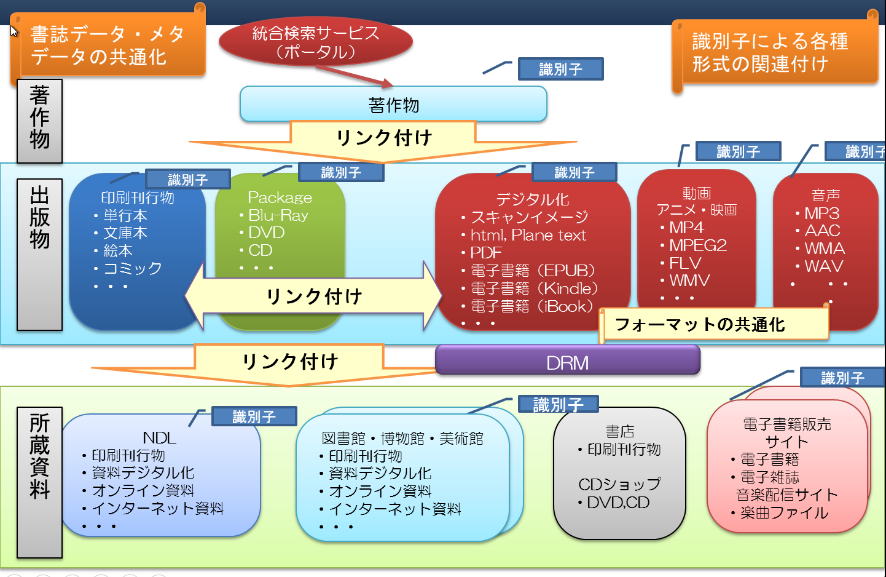 書誌データ・メタ
データの共通化
統合検索サービス
(ポータル)
識別子
識別子による各種
形式の関連付け
著作物
著作物
リンク付け
識別子
識別子
出版物
識別子
印刷刊行物
・単行本
・文庫本
・絵本
・コミック
・・・
識別子
Package
・Blu-Ray
・DVD
・CD
・・・
識別子
デジタル化
・スキャンイメージ
・html, Plane text
・PDF
・電子書籍（EPUB）
・電子書籍（Kindle）
・電子書籍（iBook）
・・・
動画
アニメ・映画
・MP4
・MPEG2
・FLV
・WMV
・・・
音声
・MP3
・AAC
・WMA
・WAV
・ ・・
・
リンク付け
フォーマットの共通化
リンク付け
DRM
所蔵資料
識別子
NDL
・印刷刊行物
・資料デジタル化
・オンライン資料
・インターネット資料
・・・
識別子
図書館・博物館・美術館
・印刷刊行物
・資料デジタル化
・オンライン資料
・インターネット資料
・・・
書店
・印刷刊行物
CDショップ
・DVD,CD
識別子
電子書籍販売
サイト
・電子書籍
・電子雑誌
音楽配信サイト
・楽曲ファイル